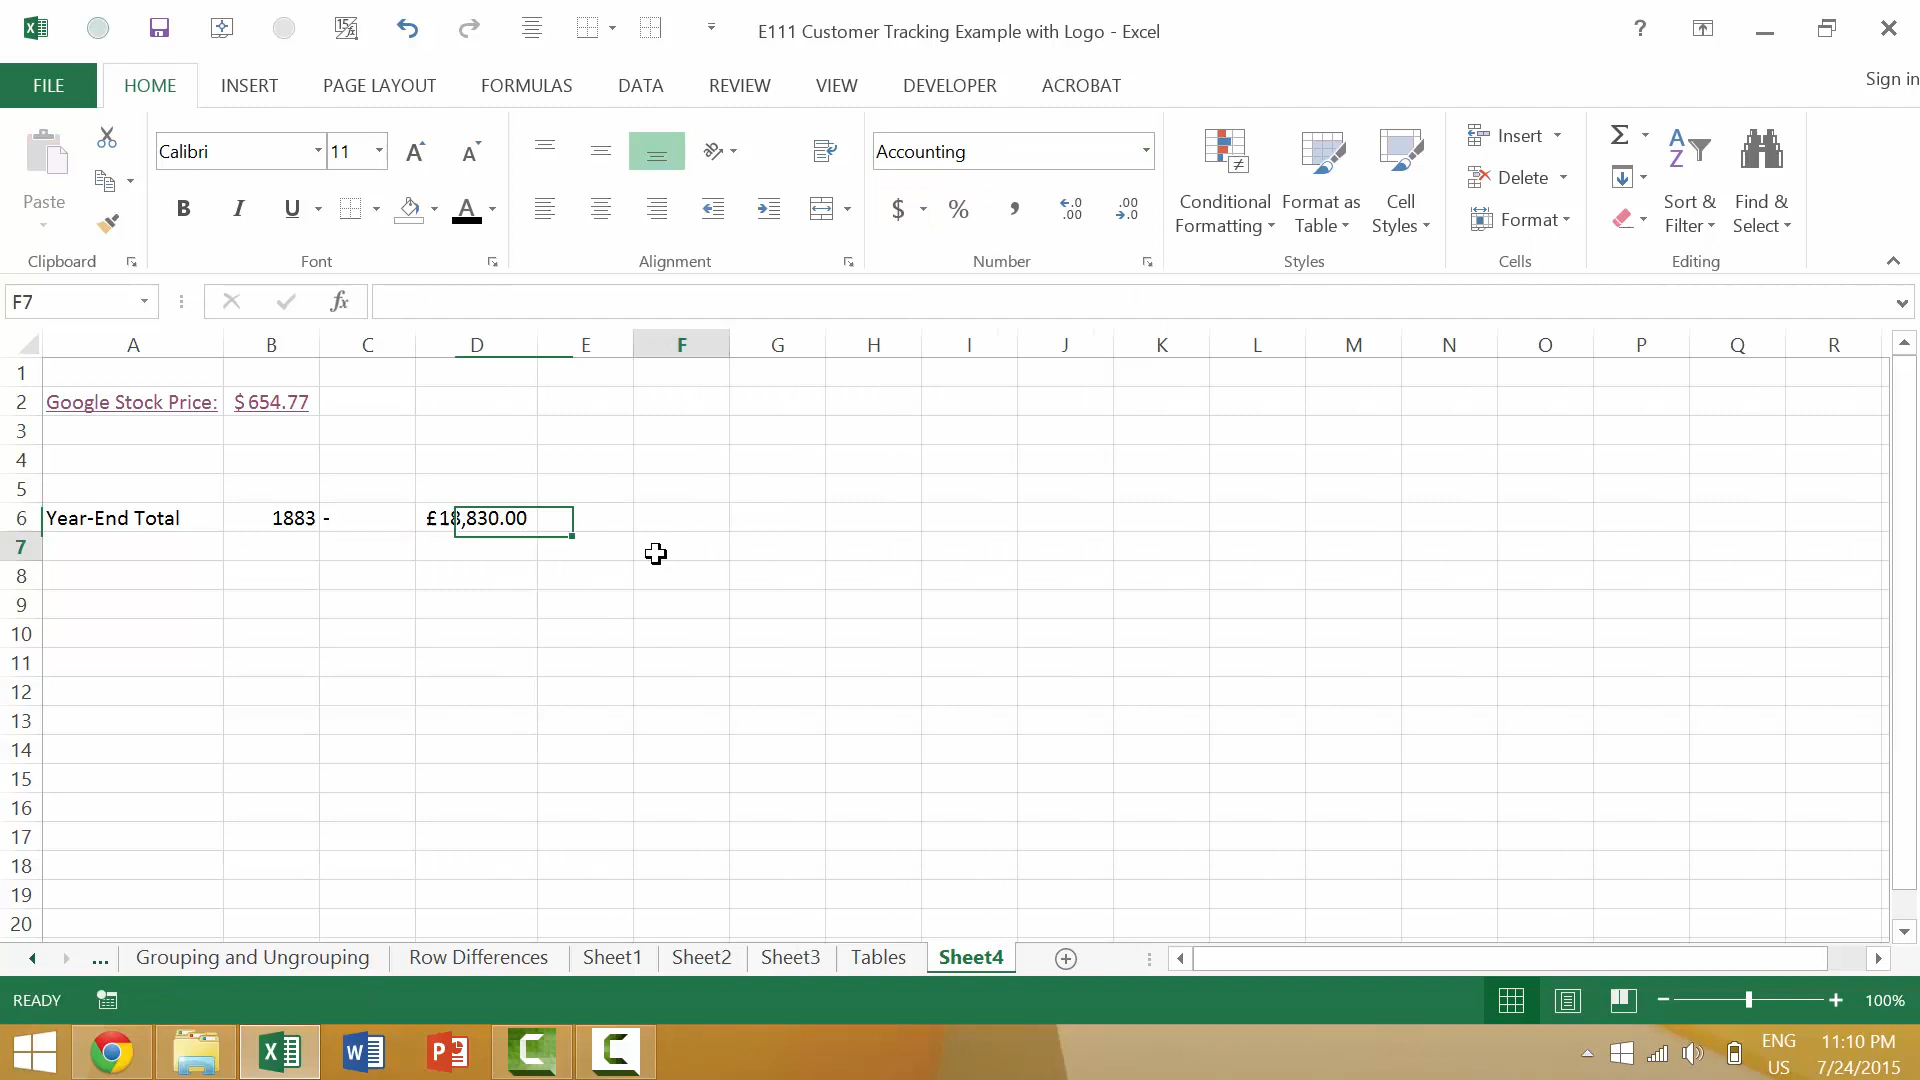 E111 Customer Tracking Example with Logo - Excel
FILE HOME INSERT PAGE LAYOUT FORMULAS DATA REVIEW VIEW DEVELOPER ACROBAT Sign in
Calibri 11 Accounting
Paste
B I U A $ % , Conditional Formatting Format as Table Cell Styles
Insert
Delete
Format
Sort & Filter Find & Select
Clipboard Font Alignment Number Styles Cells Editing
F7 fx
A B C D E F G H I J K L M N O P Q R
1
2 Google Stock Price: $ 654.77
3
4
5
6 Year-End Total 1883 - £18,830.00
7
8
9
10
11
12
13
14
15
16
17
18
19
20
... Grouping and Ungrouping Row Differences Sheet1 Sheet2 Sheet3 Tables Sheet4
READY 100%
ENG 11:10 PM
US 7/24/2015